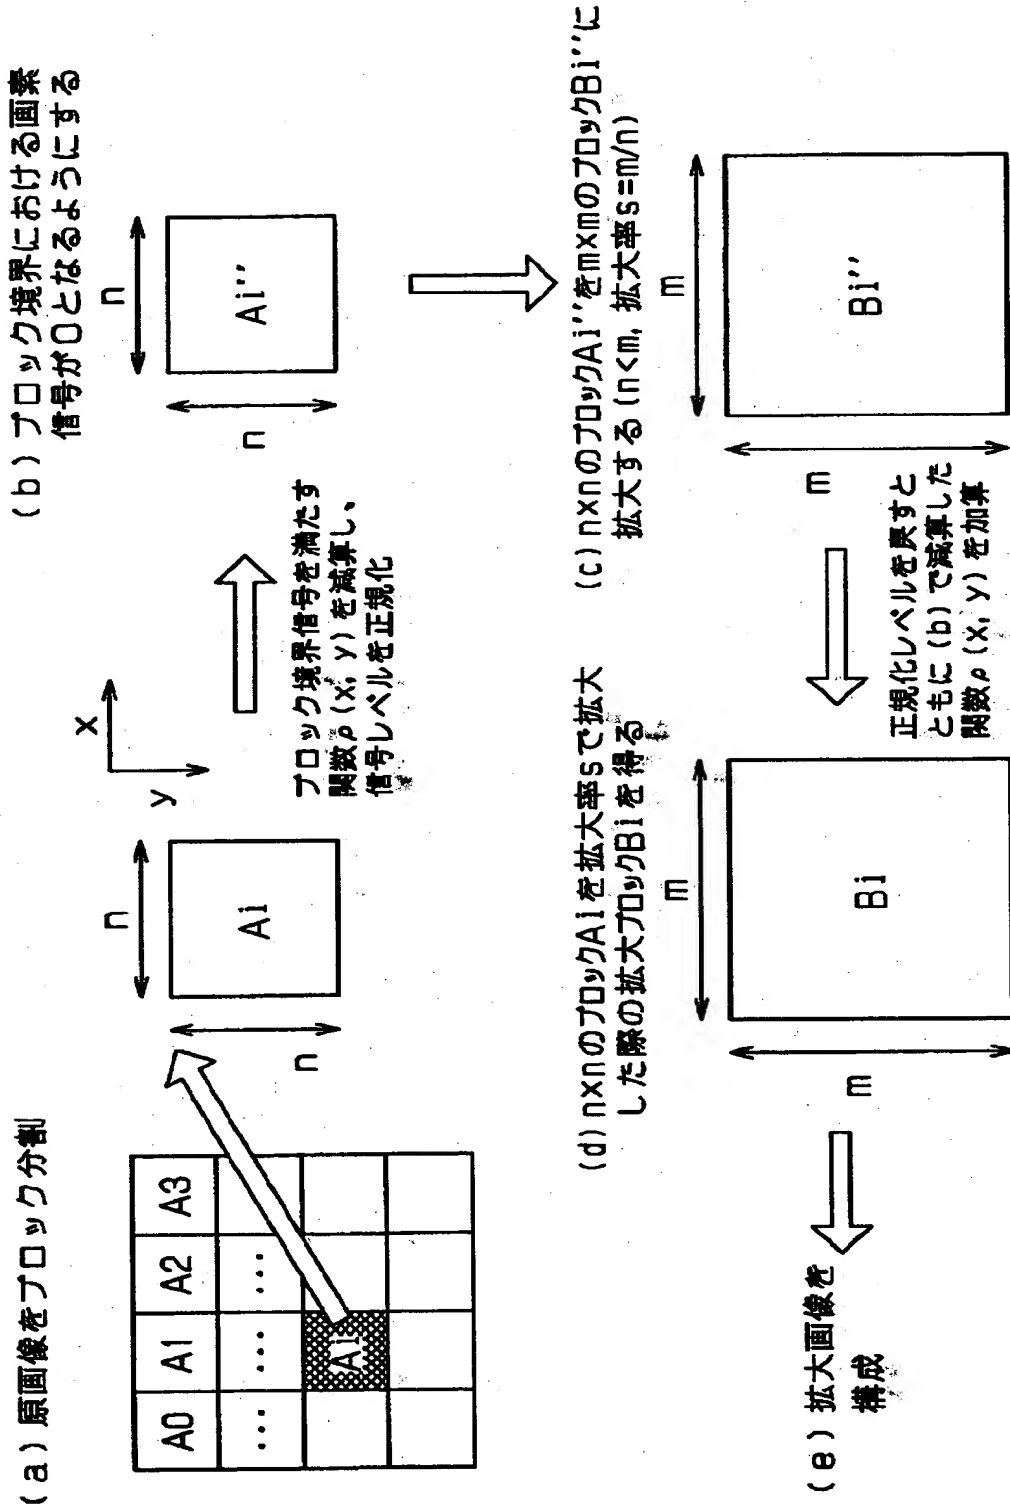 (a) 原画像をブロック分割
A0 A1 A2 A3
... ... ...
Ai
n
n
Ai
x
y
ブロック境界信号を満たす
関数ρ(x, y)を減算し、
信号レベルを正規化
(b) ブロック境界における画素
信号が0となるようにする
n
n
Ai''
(c) n×nのブロックAi''をm×mのブロックBi''に
拡大する(n<m, 拡大率s=m/n)
m
m
Bi''
正規化レベルを戻すと
ともに(b)で減算した
関数ρ(x, y)を加算
(d) n×nのブロックAiを拡大率sで拡大
した際の拡大ブロックBiを得る
m
m
Bi
(e) 拡大画像を
構成